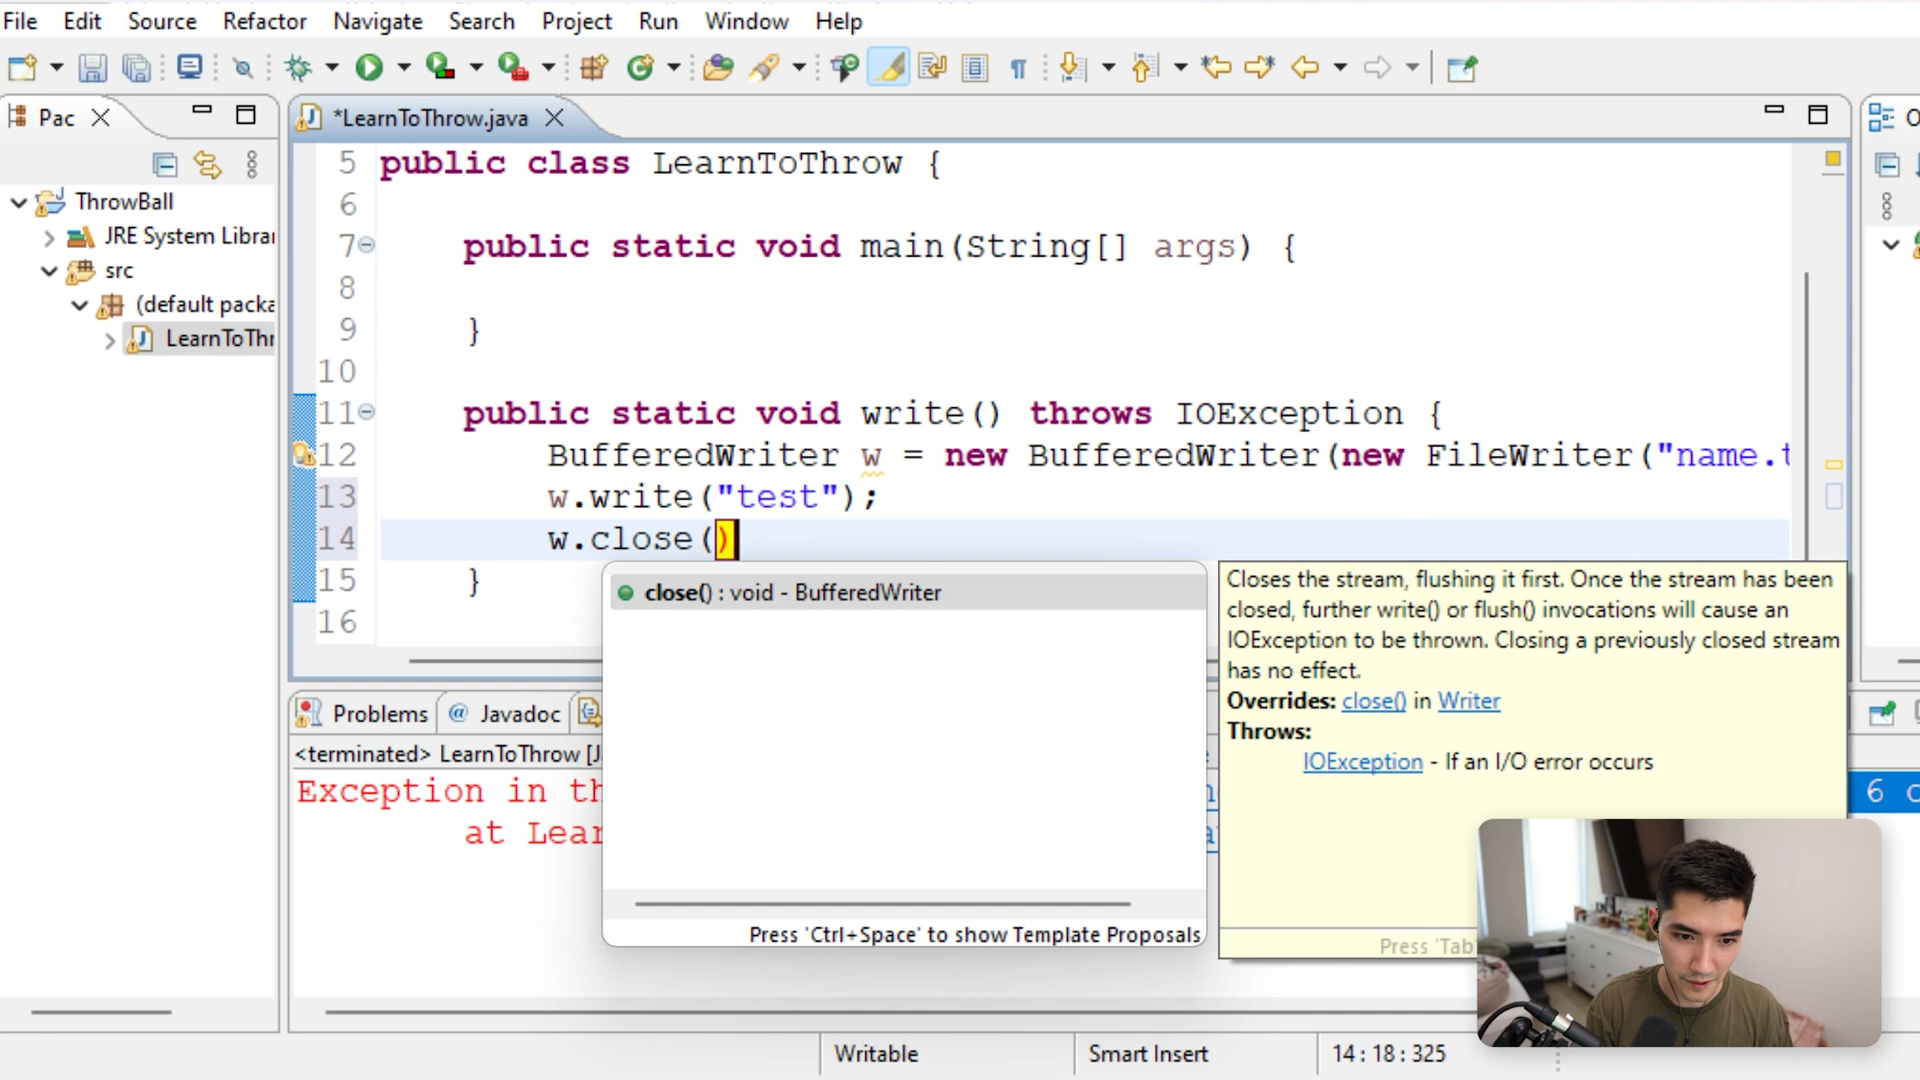 File Edit Source Refactor Navigate Search Project Run Window Help
Pac
*LearnToThrow.java
ThrowBall
JRE System Librar
src
(default packa
LearnToThr
5 public class LearnToThrow {
6
7 public static void main(String[] args) {
8
9 }
10
11 public static void write() throws IOException {
12 BufferedWriter w = new BufferedWriter(new FileWriter("name.t
13 w.write("test");
14 w.close()
15 }
16
close() : void - BufferedWriter
Press 'Ctrl+Space' to show Template Proposals
Closes the stream, flushing it first. Once the stream has been
closed, further write() or flush() invocations will cause an
IOException to be thrown. Closing a previously closed stream
has no effect.
Overrides: close() in Writer
Throws:
IOException - If an I/O error occurs
Press 'Tab'
Problems @ Javadoc
<terminated> LearnToThrow [J
Exception in th
at Lear
6
Writable Smart Insert 14 : 18 : 325